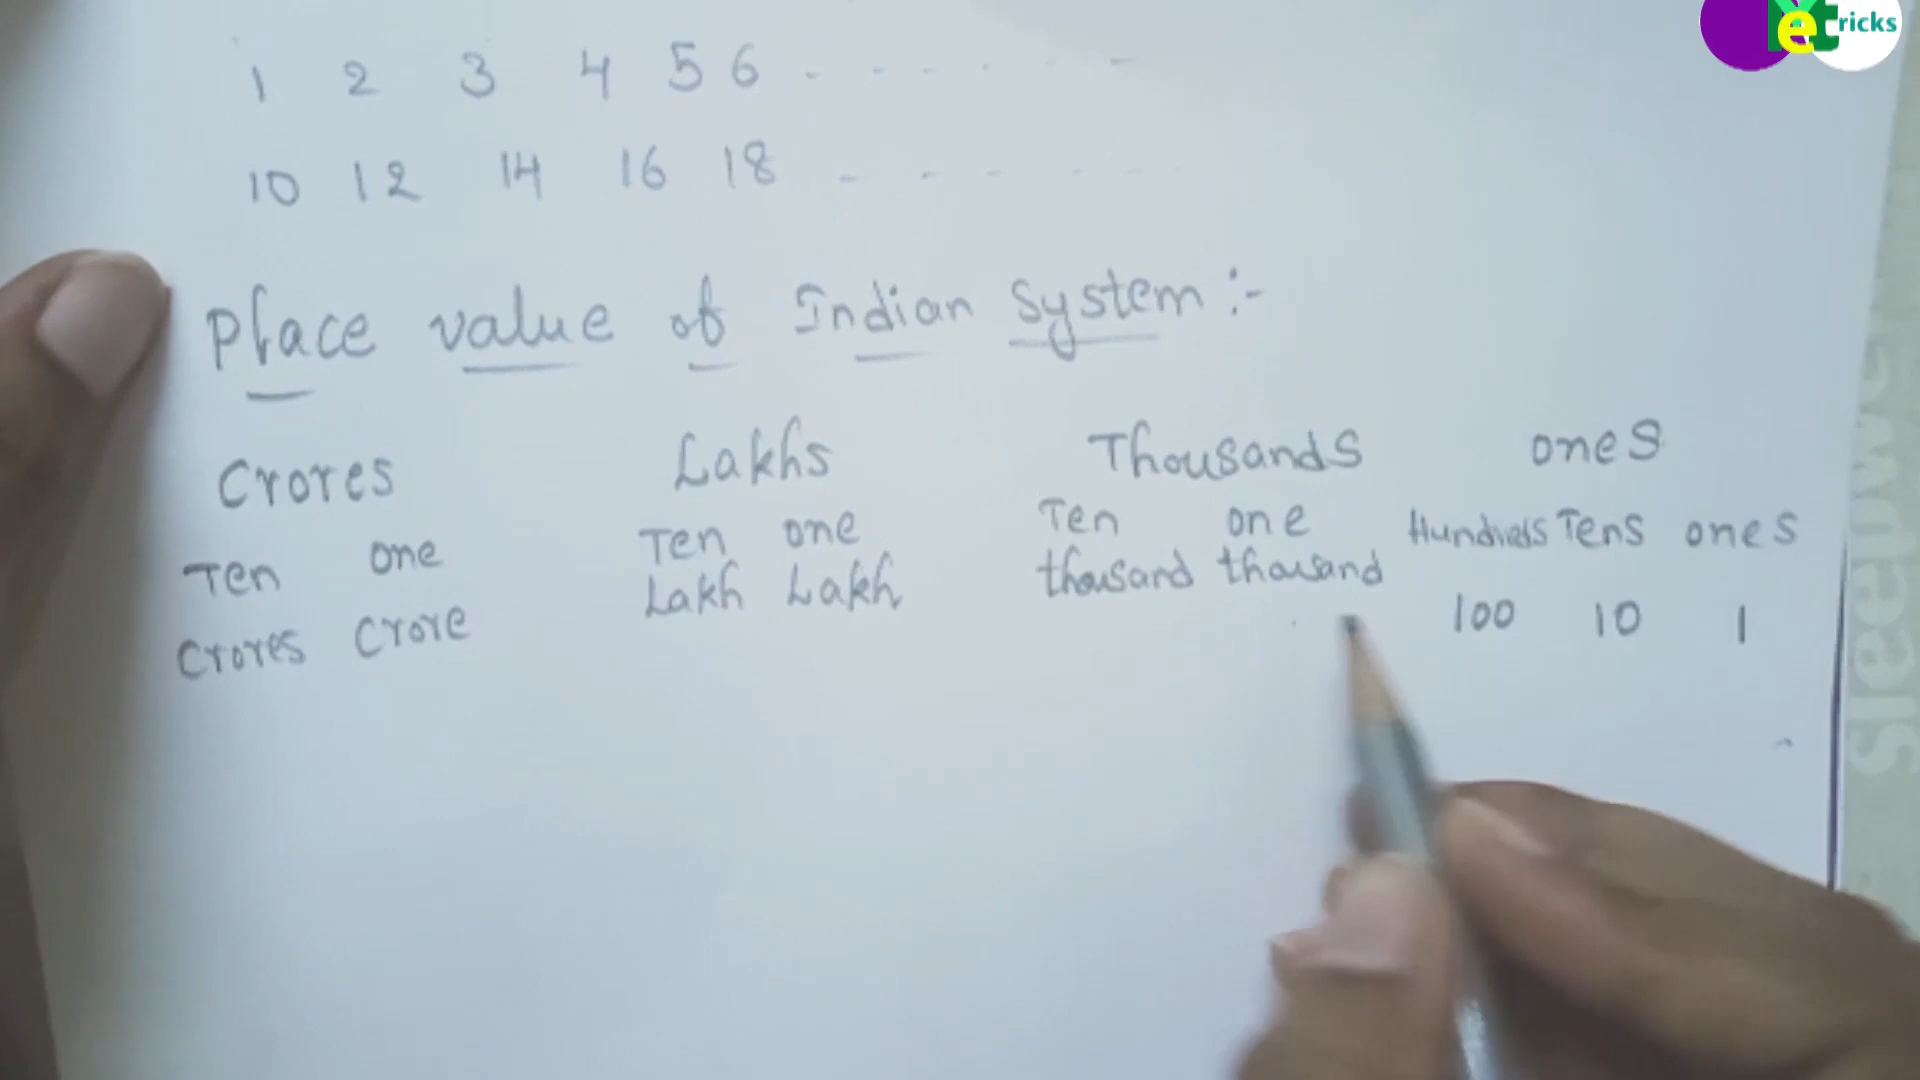 Yetricks
1 2 3 4 5 6 - - - - - -
10 12 14 16 18 - - - - - -
Place value of Indian System :-
Crores Lakhs Thousands ones
Ten one Ten one Ten one Hundreds Tens ones
Crores Crore Lakh Lakh thousand thousand 100 10 1